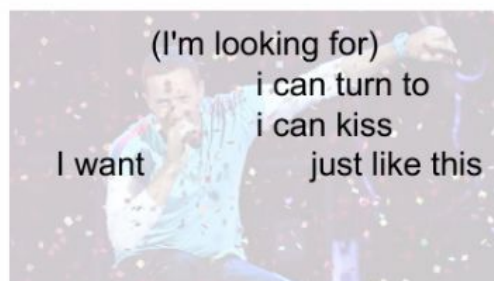 (I'm looking for)
i can turn to
i can kiss
I want just like this